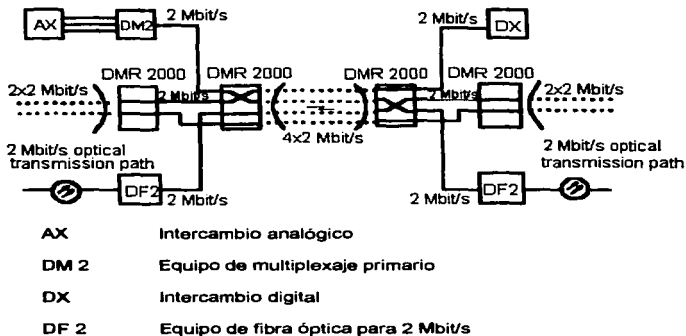 2 Mbit/s
2 Mbit/s
AX
DM2
DX
DMR 2000
DMR 2000
DMR 2000
DMR 2000
2x2 Mbit/s
2 Mbit/s
2 Mbit/s
2x2 Mbit/s
4x2 Mbit/s
2 Mbit/s optical
transmission path
2 Mbit/s optical
transmission path
DF2
2 Mbit/s
2 Mbit/s
DF2
AX Intercambio analógico
DM 2 Equipo de multiplexaje primario
DX Intercambio digital
DF 2 Equipo de fibra óptica para 2 Mbit/s